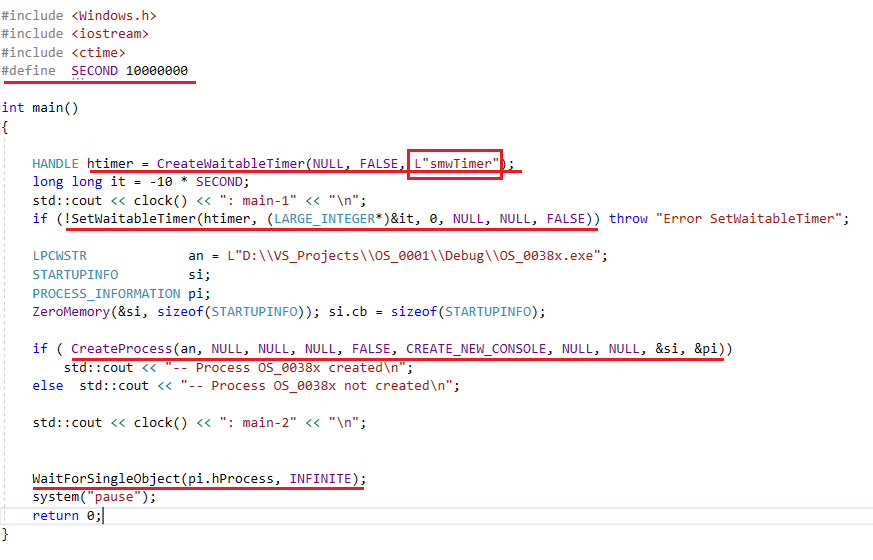 #include <Windows.h>
#include <iostream>
#include <ctime>
#define  SECOND 10000000
int main()
{
HANDLE htimer = CreateWaitableTimer(NULL, FALSE, L"smwTimer");
long long it = -10 * SECOND;
std::cout << clock() << ": main-1" << "\n";
if (!SetWaitableTimer(htimer, (LARGE_INTEGER*)&it, 0, NULL, NULL, FALSE)) throw "Error SetWaitableTimer";
LPCWSTR             an = L"D:\\VS_Projects\\OS_0001\\Debug\\OS_0038x.exe";
STARTUPINFO         si;
PROCESS_INFORMATION pi;
ZeroMemory(&si, sizeof(STARTUPINFO)); si.cb = sizeof(STARTUPINFO);
if ( CreateProcess(an, NULL, NULL, NULL, FALSE, CREATE_NEW_CONSOLE, NULL, NULL, &si, &pi))
std::cout << "-- Process OS_0038x created\n";
else  std::cout << "-- Process OS_0038x not created\n";
std::cout << clock() << ": main-2" << "\n";
WaitForSingleObject(pi.hProcess, INFINITE);
system("pause");
return 0;
}